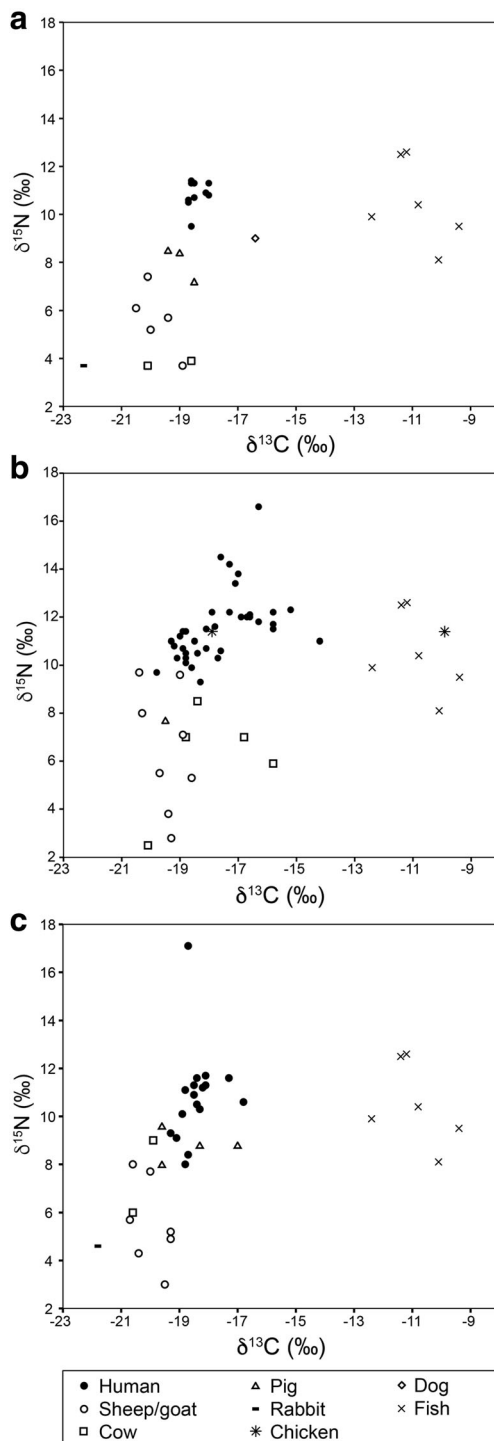 a
18
16
14
12
10
8
6
4
2
δ¹⁵N (‰)
-23 -21 -19 -17 -15 -13 -11 -9
δ¹³C (‰)
b
18
16
14
12
10
8
6
4
2
δ¹⁵N (‰)
-23 -21 -19 -17 -15 -13 -11 -9
δ¹³C (‰)
c
18
16
14
12
10
8
6
4
2
δ¹⁵N (‰)
-23 -21 -19 -17 -15 -13 -11 -9
δ¹³C (‰)
Human Pig Dog
Sheep/goat Rabbit Fish
Cow Chicken